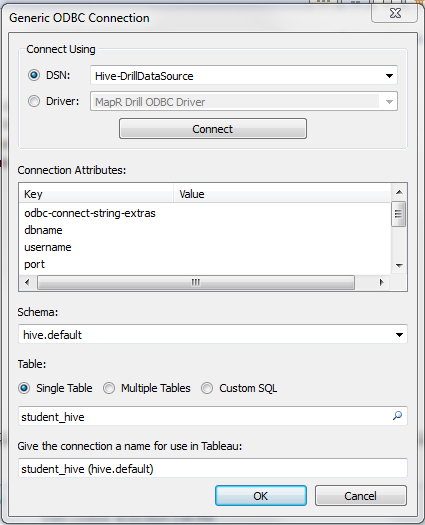 Generic ODBC Connection
Connect Using
DSN: Hive-DrillDataSource
Driver: MapR Drill ODBC Driver
Connect
Connection Attributes:
Key Value
odbc-connect-string-extras
dbname
username
port
Schema:
hive.default
Table:
Single Table Multiple Tables Custom SQL
student_hive
Give the connection a name for use in Tableau:
student_hive (hive.default)
OK Cancel